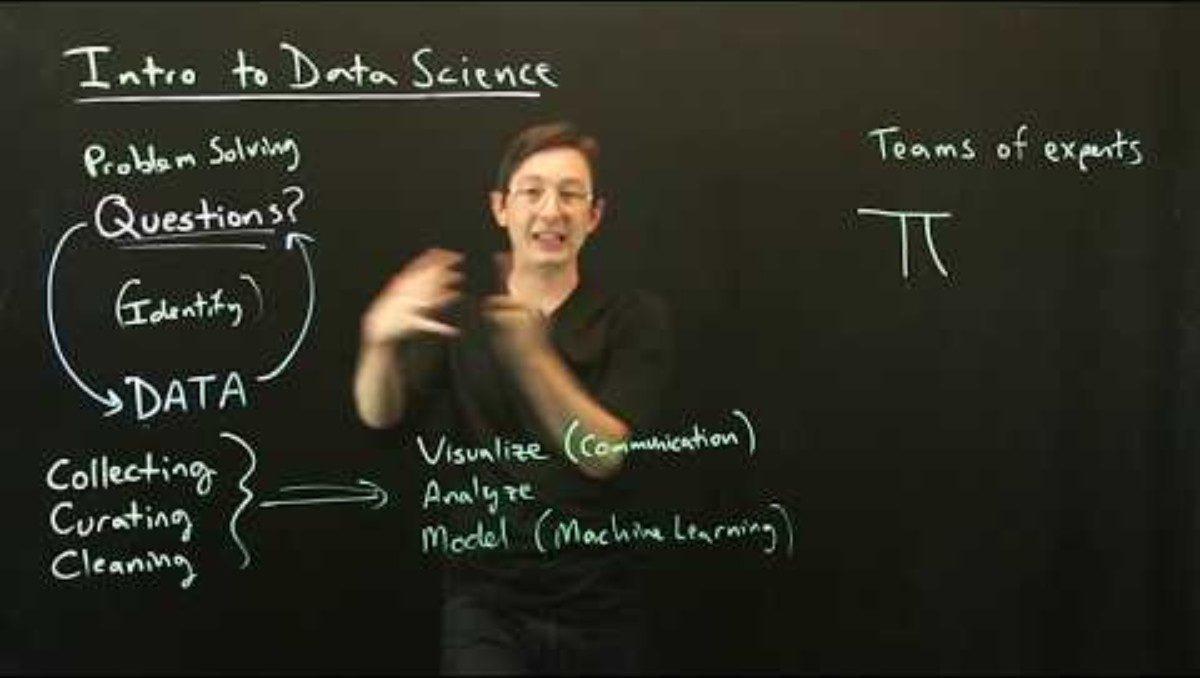 Intro to Data Science
Problem Solving
Questions?
(Identify)
DATA
Collecting
Curating
Cleaning
Visualize (Communication)
Analyze
Model (Machine Learning)
Teams of experts
π